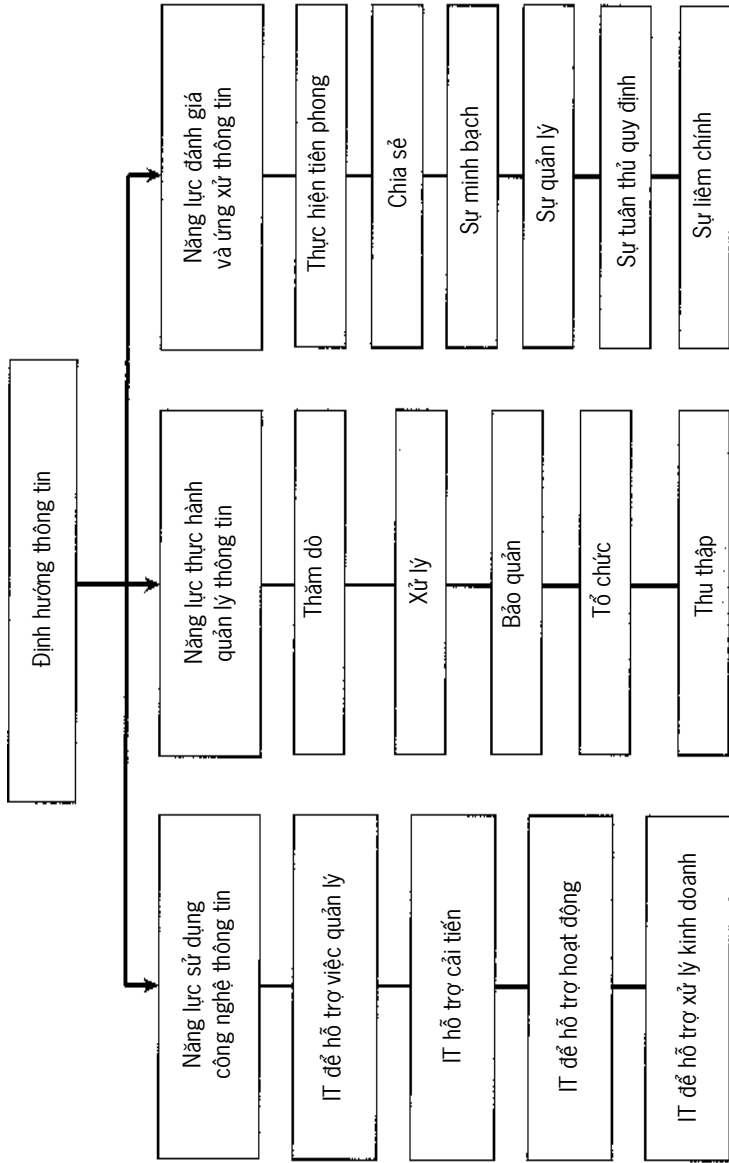 Định hướng thông tin
Năng lực sử dụng
công nghệ thông tin
IT để hỗ trợ việc quản lý
IT hỗ trợ cải tiến
IT để hỗ trợ hoạt động
IT để hỗ trợ xử lý kinh doanh
Năng lực thực hành
quản lý thông tin
Thăm dò
Xử lý
Bảo quản
Tổ chức
Thu thập
Năng lực đánh giá
và ứng xử thông tin
Thực hiện tiên phong
Chia sẻ
Sự minh bạch
Sự quản lý
Sự tuân thủ quy định
Sự liêm chính